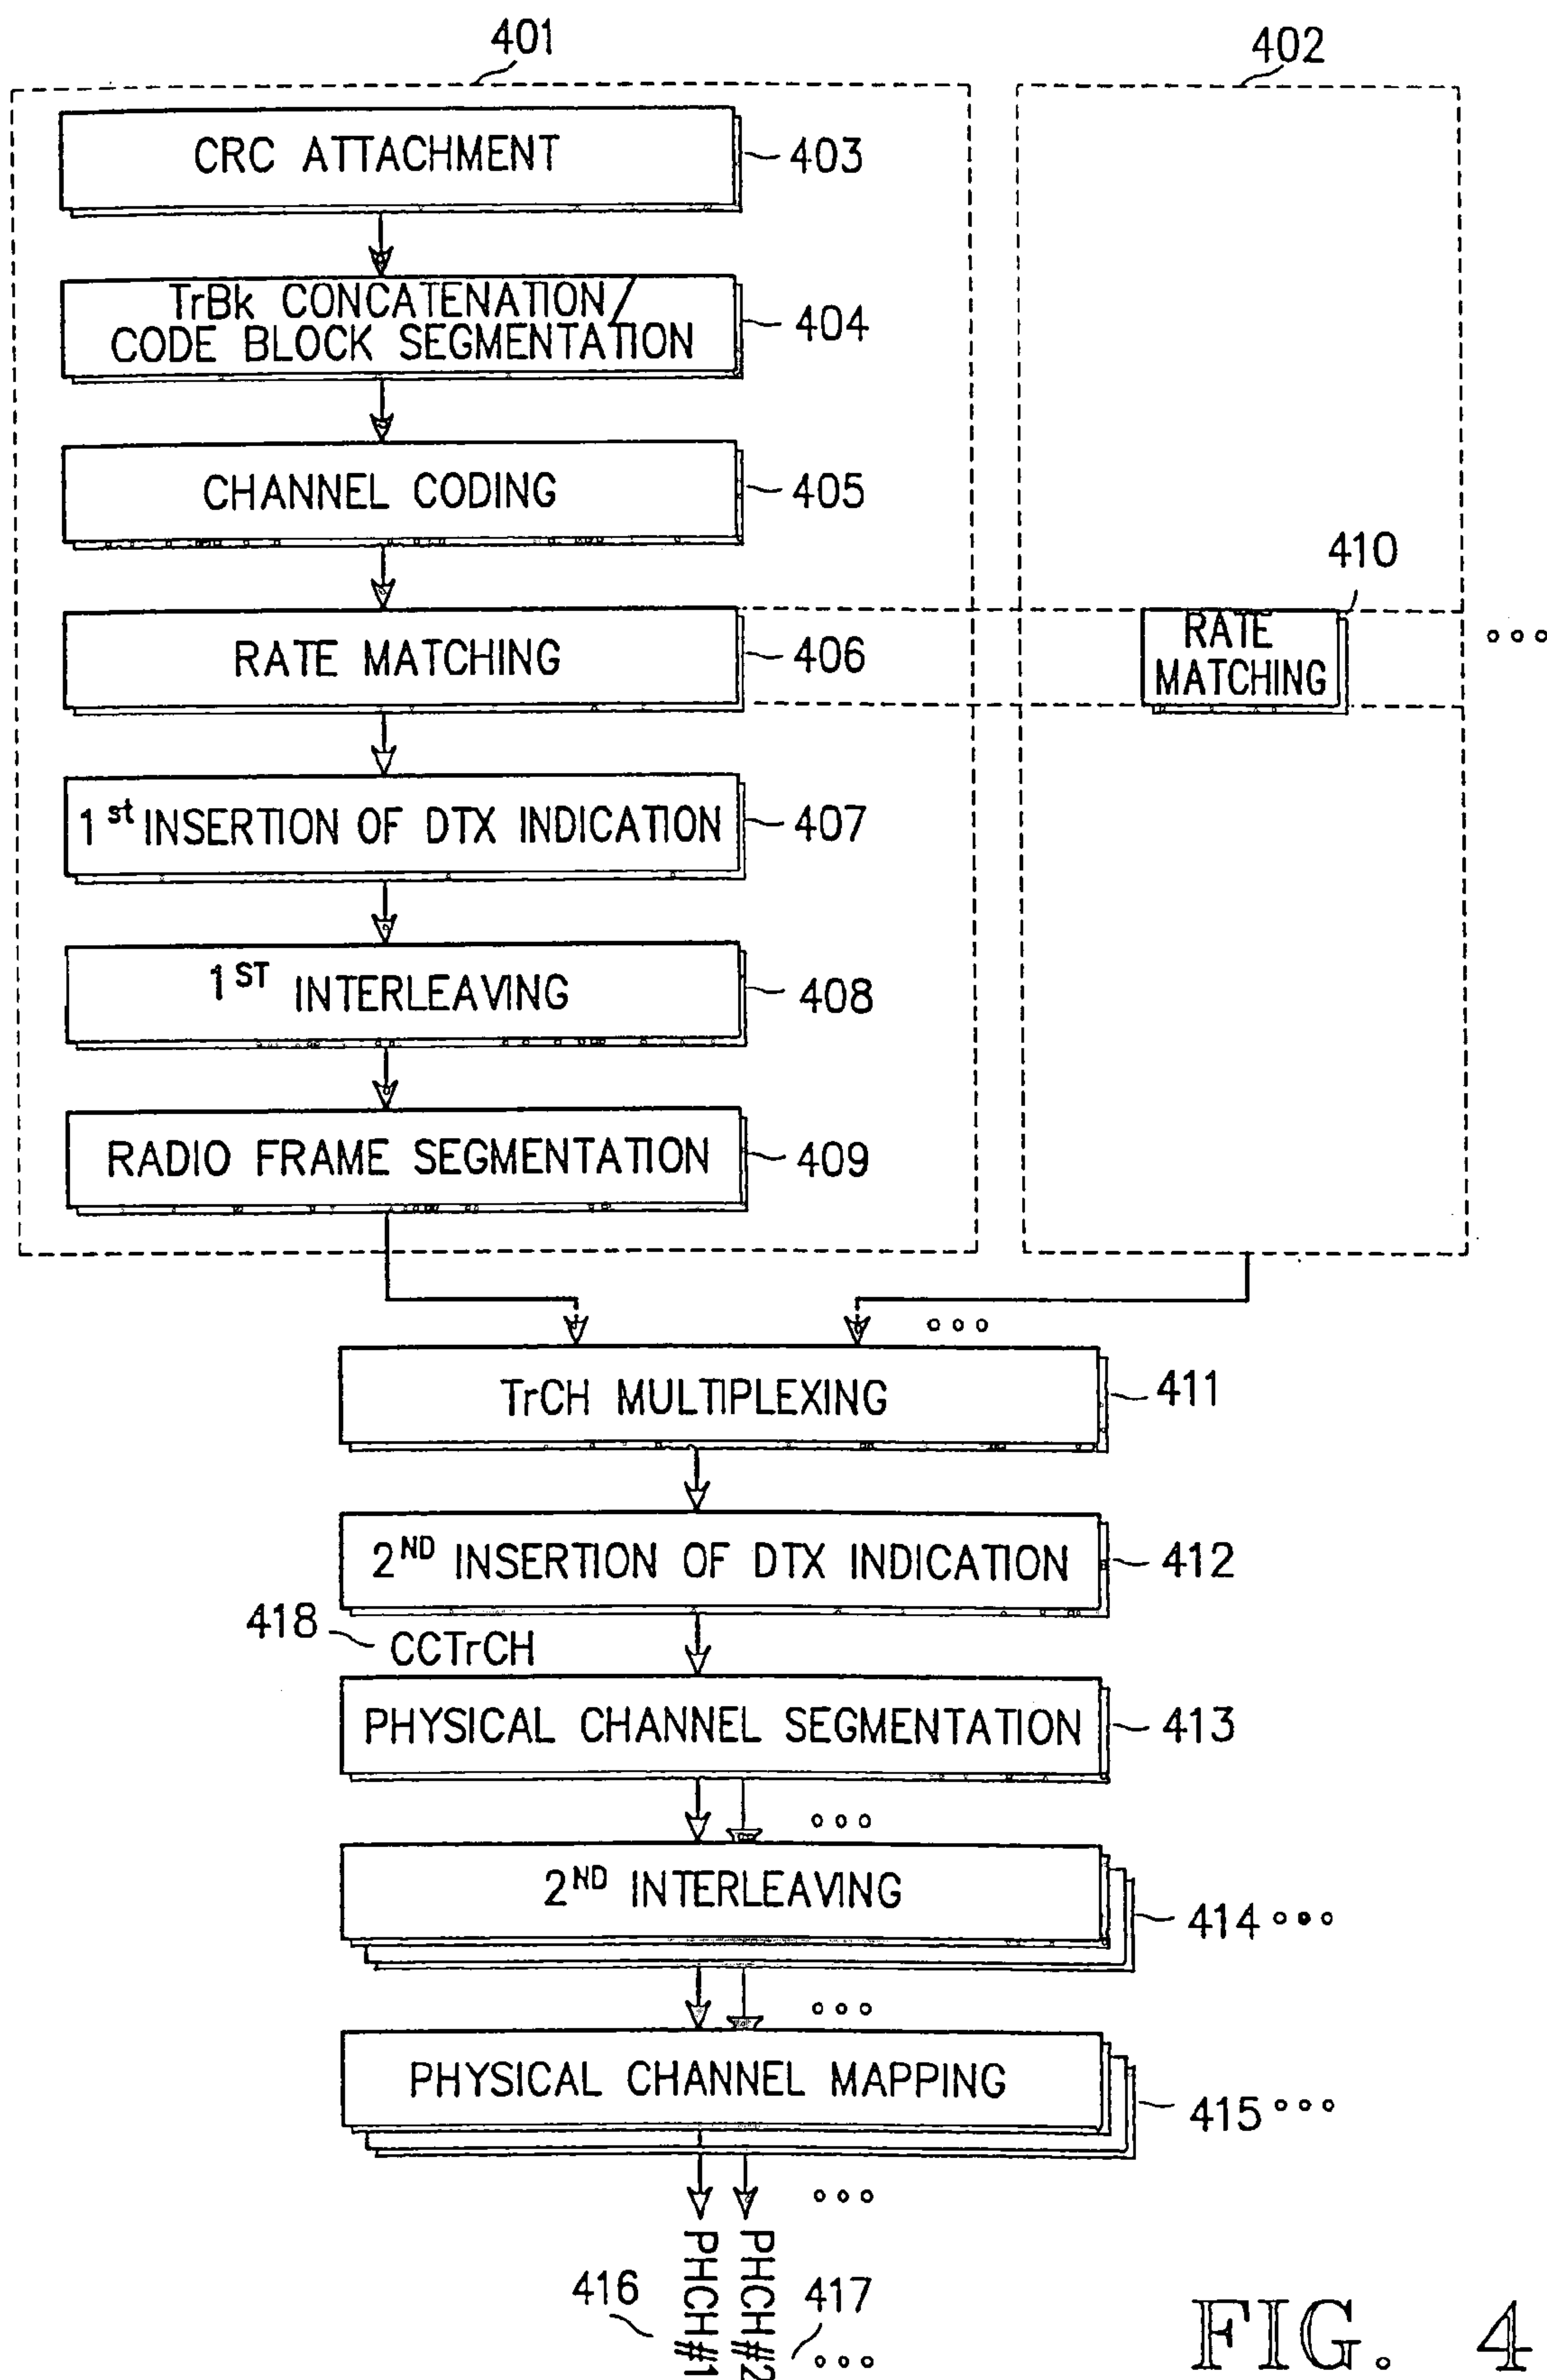 401
402
CRC ATTACHMENT
403
TrBk CONCATENATION/
CODE BLOCK SEGMENTATION
404
CHANNEL CODING
405
410
RATE MATCHING
406
RATE
MATCHING
1st INSERTION OF DTX INDICATION
407
1ST INTERLEAVING
408
RADIO FRAME SEGMENTATION
409
TrCH MULTIPLEXING
411
2ND INSERTION OF DTX INDICATION
412
418
CCTrCH
PHYSICAL CHANNEL SEGMENTATION
413
2ND INTERLEAVING
414
PHYSICAL CHANNEL MAPPING
415
PHCH#1
PHCH#2
416
417
FIG. 4